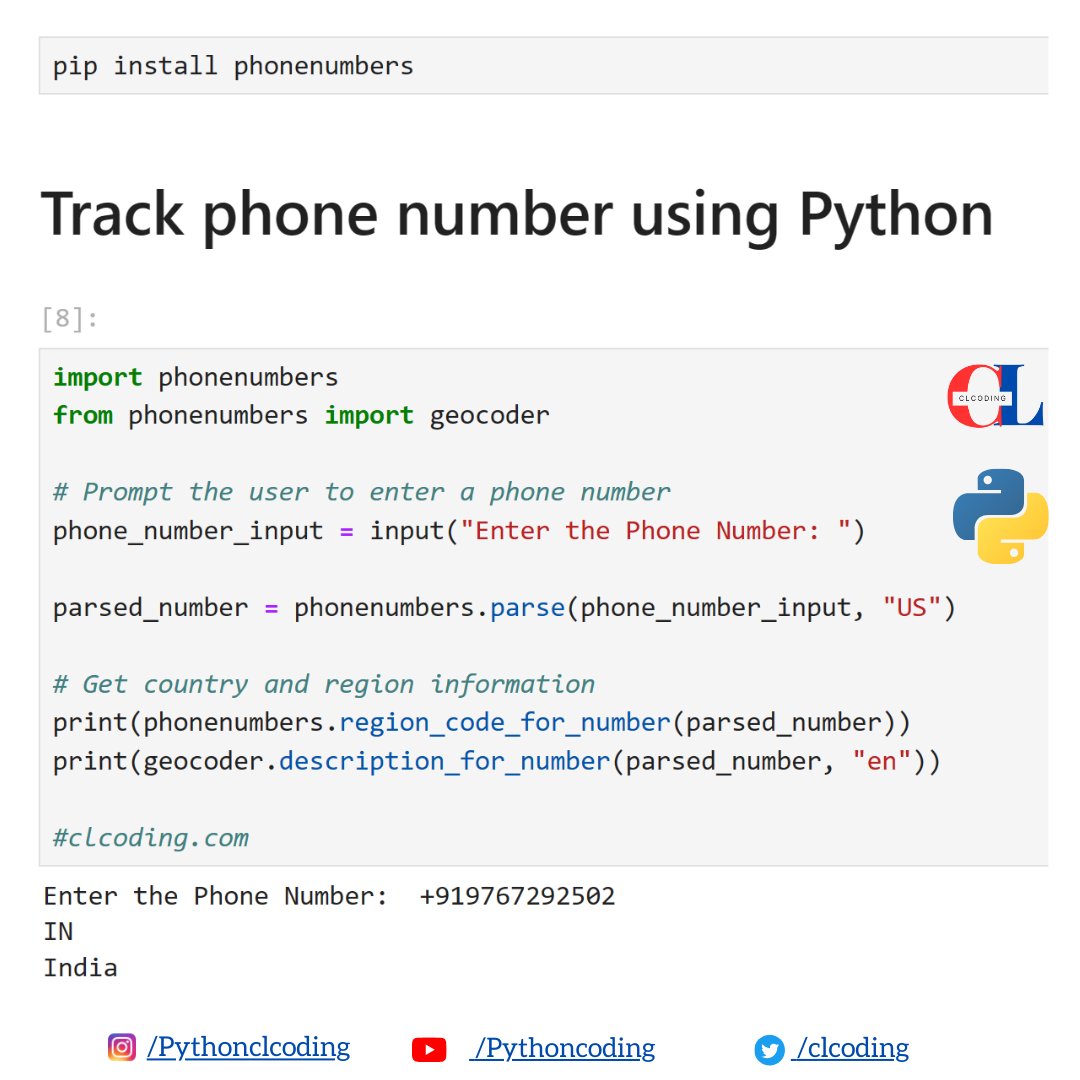 pip install phonenumbers
Track phone number using Python
[8]:
import phonenumbers
from phonenumbers import geocoder
# Prompt the user to enter a phone number
phone_number_input = input("Enter the Phone Number: ")
parsed_number = phonenumbers.parse(phone_number_input, "US")
# Get country and region information
print(phonenumbers.region_code_for_number(parsed_number))
print(geocoder.description_for_number(parsed_number, "en"))
#clcoding.com
CL
CLCODING
Enter the Phone Number:  +919767292502
IN
India
/Pythonclcoding /Pythoncoding /clcoding